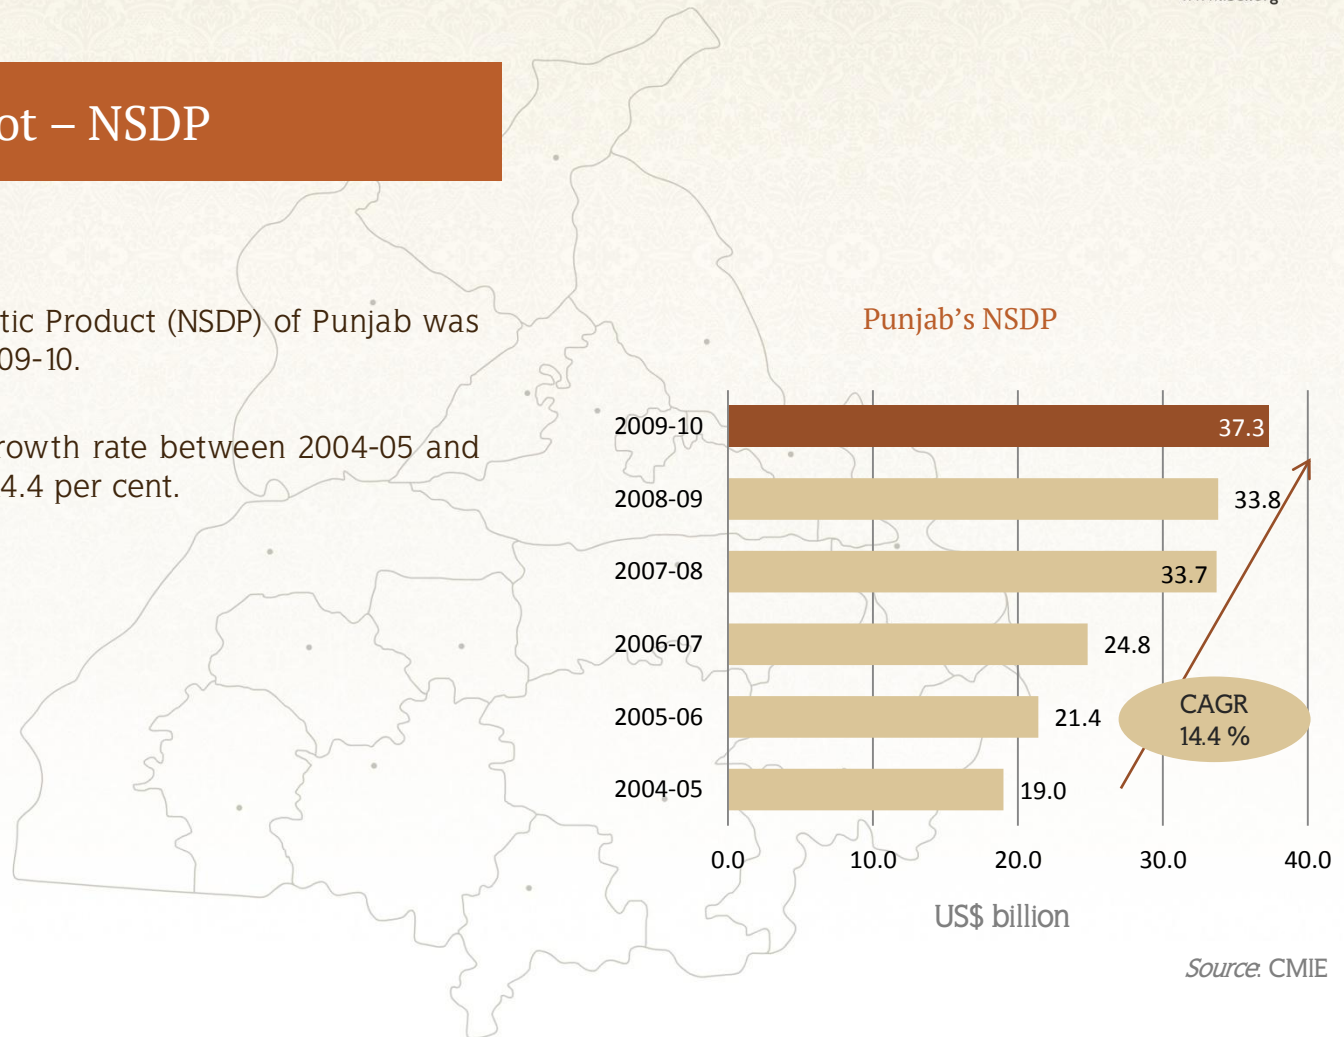 ot – NSDP
tic Product (NSDP) of Punjab was
09-10.
rowth rate between 2004-05 and
4.4 per cent.
Punjab's NSDP
2009-10 37.3
2008-09 33.8
2007-08 33.7
2006-07 24.8
2005-06 21.4
2004-05 19.0
CAGR
14.4 %
0.0 10.0 20.0 30.0 40.0
US$ billion
Source: CMIE